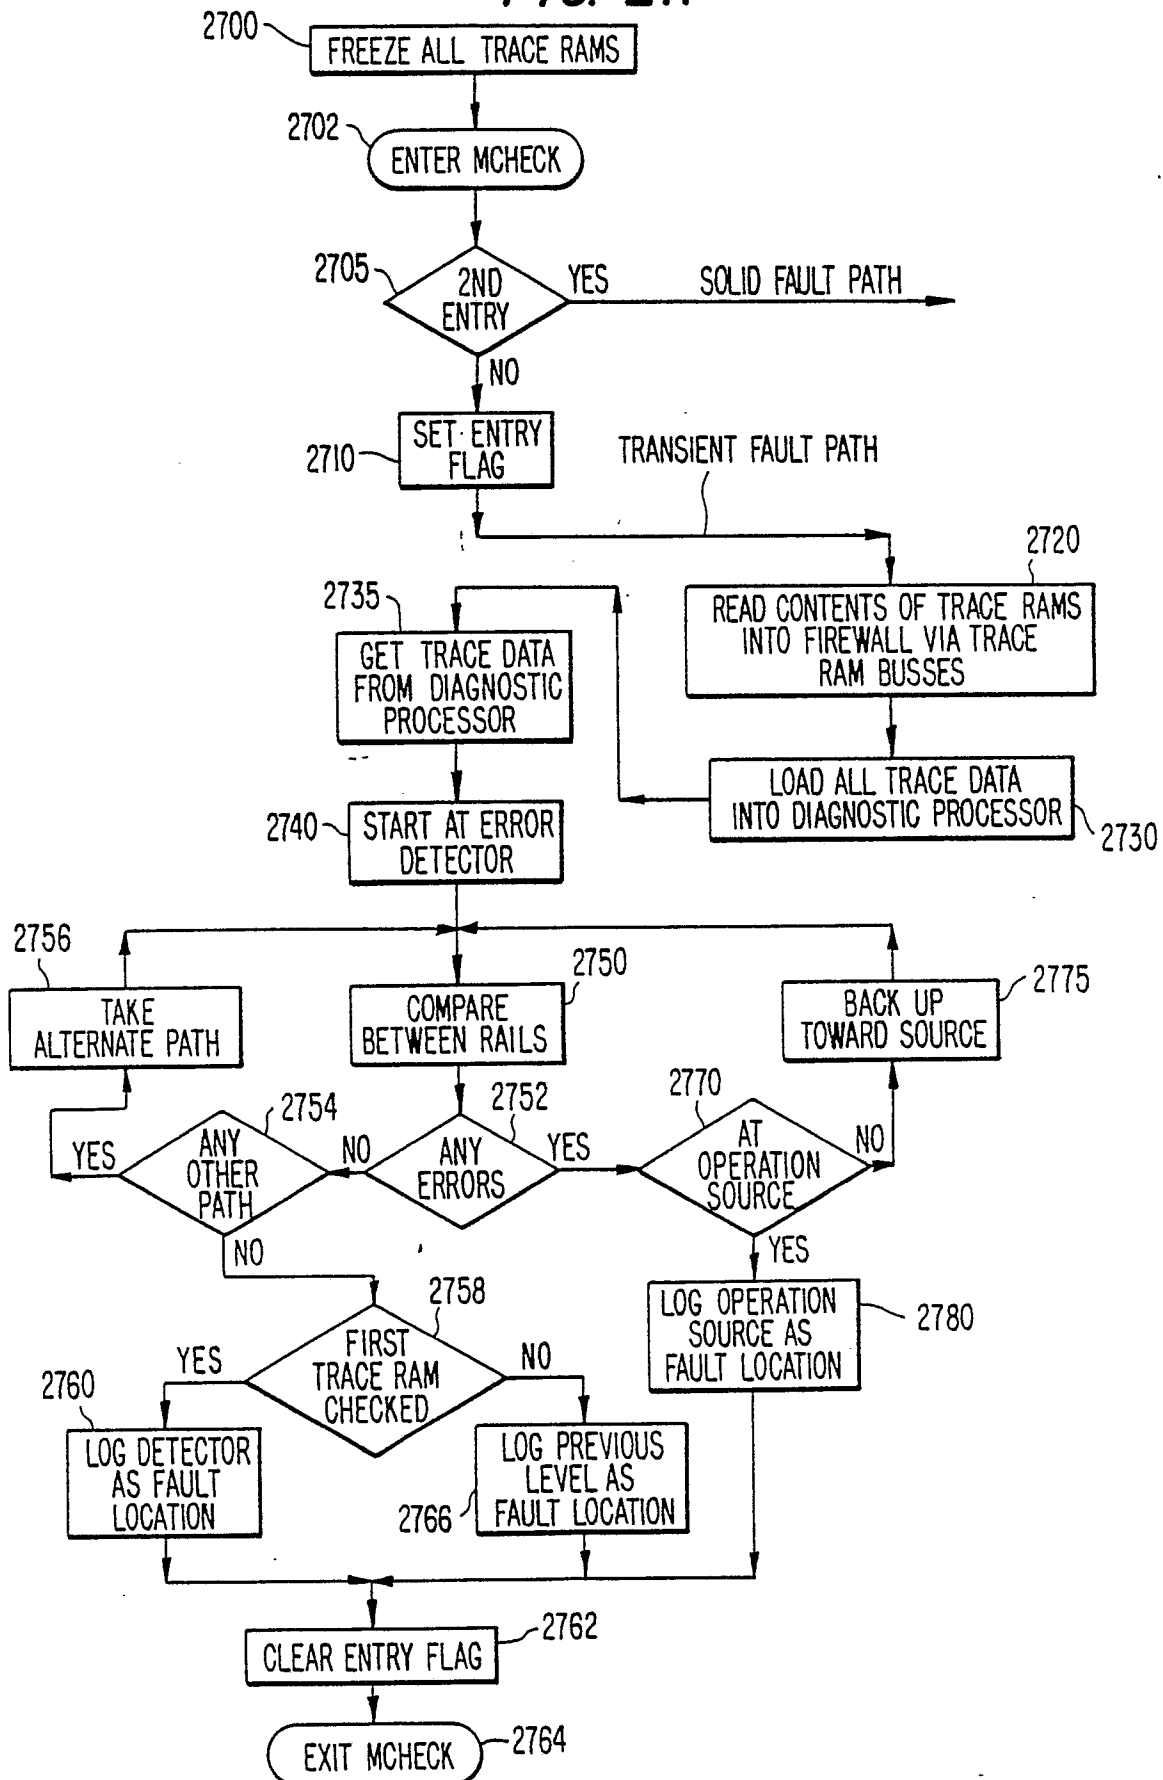 2700
FREEZE ALL TRACE RAMS
2702
ENTER MCHECK
2705
2ND
ENTRY
YES
SOLID FAULT PATH
NO
2710
SET ENTRY
FLAG
TRANSIENT FAULT PATH
2720
READ CONTENTS OF TRACE RAMS
INTO FIREWALL VIA TRACE
RAM BUSSES
2735
GET TRACE DATA
FROM DIAGNOSTIC
PROCESSOR
LOAD ALL TRACE DATA
INTO DIAGNOSTIC PROCESSOR
2730
2740
START AT ERROR
DETECTOR
2756
TAKE
ALTERNATE PATH
2750
COMPARE
BETWEEN RAILS
2775
BACK UP
TOWARD SOURCE
2754
ANY
OTHER
PATH
YES
NO
2752
ANY
ERRORS
YES
2770
AT
OPERATION
SOURCE
NO
NO
YES
2758
FIRST
TRACE RAM
CHECKED
YES
NO
LOG OPERATION
SOURCE AS
FAULT LOCATION
2780
2760
LOG DETECTOR
AS FAULT
LOCATION
LOG PREVIOUS
LEVEL AS
FAULT LOCATION
2766
2762
CLEAR ENTRY FLAG
EXIT MCHECK
2764